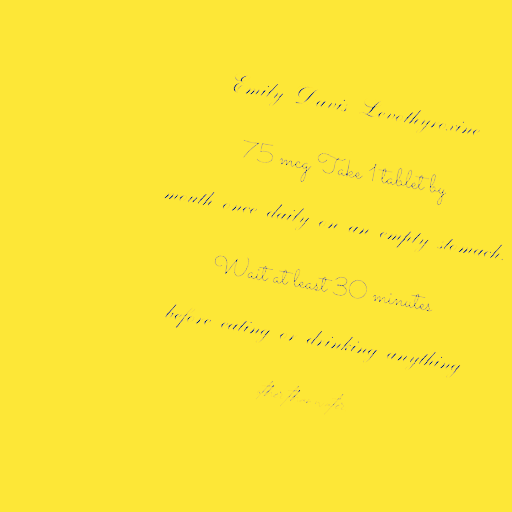 Emily Davis Levothyroxine
75 mcg Take 1 tablet by
mouth once daily on an empty stomach.
Wait at least 30 minutes
before eating or drinking anything